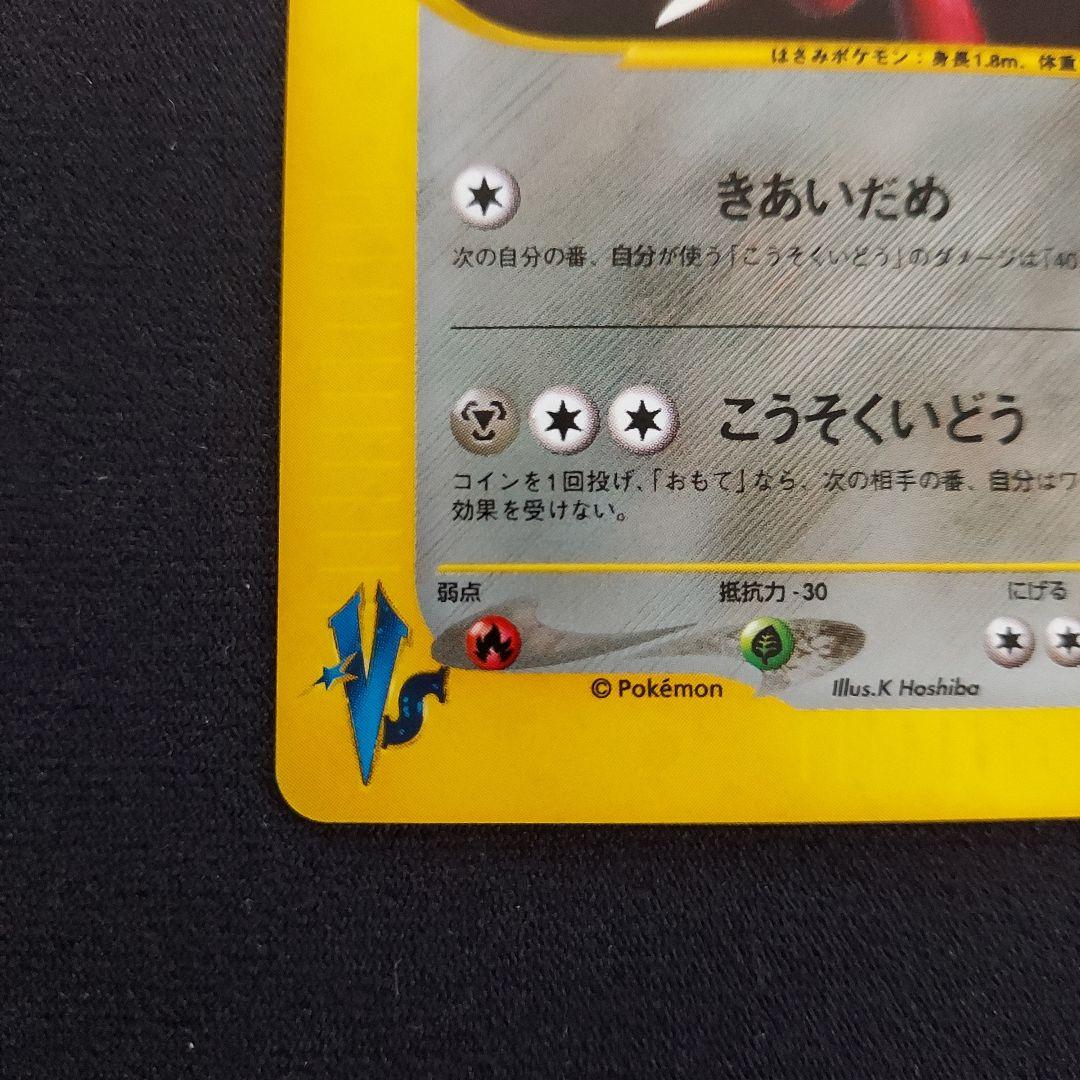 はさみポケモン：身長1.8m、体重
きあいだめ
次の自分の番、自分が使う「こうそくいどう」のダメージは「40
こうそくいどう
コインを1回投げ、「おもて」なら、次の相手の番、自分はワ
効果を受けない。
弱点 抵抗力 -30 にげる
VS
© Pokémon Illus.K Hoshiba